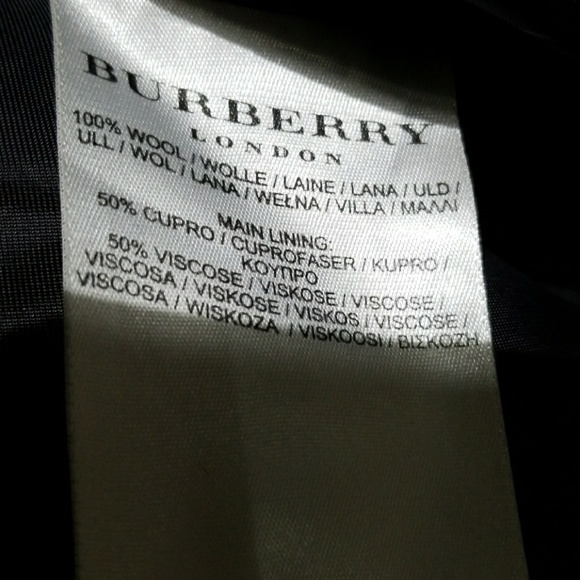 BURBERRY
LONDON
100% WOOL / WOLLE / LAINE / LANA / ULD /
ULL / WOL / LANA / WEŁNA / VILLA / ΜΑΛΛΙ
MAIN LINING:
50% CUPRO / CUPROFASER / KUPRO /
ΚΟΥΠΡΟ
50% VISCOSE / VISKOSE / VISCOSE /
VISCOSA / VISKOSE / VISKOS / VISCOSE /
VISCOSA / WISKOZA / VISKOOSI / ΒΙΣΚΟΖΗ